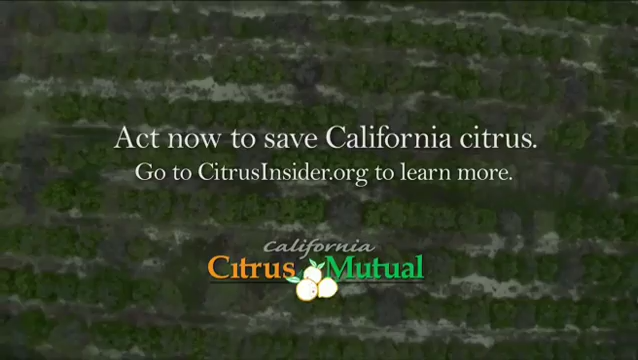 Act now to save California citrus.
Go to CitrusInsider.org to learn more.
california
Citrus Mutual